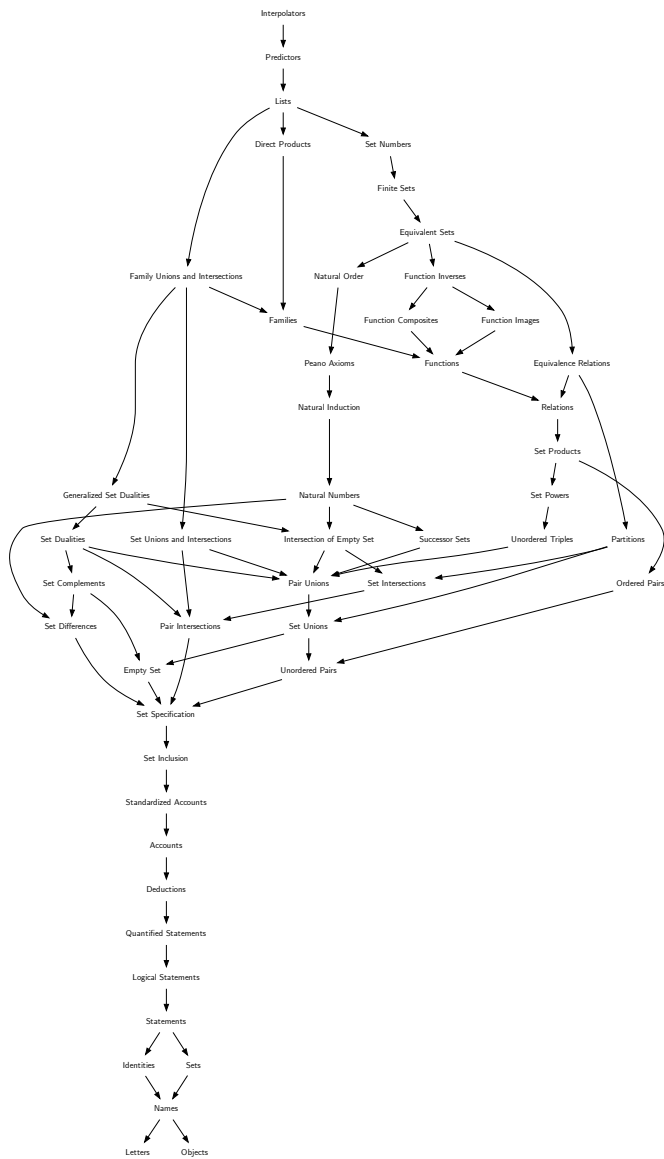 Interpolators
Predictors
Lists
Direct Products
Set Numbers
Finite Sets
Equivalent Sets
Family Unions and Intersections
Natural Order
Function Inverses
Families
Function Composites
Function Images
Peano Axioms
Functions
Equivalence Relations
Natural Induction
Relations
Set Products
Generalized Set Dualities
Natural Numbers
Set Powers
Set Dualities
Set Unions and Intersections
Intersection of Empty Set
Successor Sets
Unordered Triples
Partitions
Set Complements
Pair Unions
Set Intersections
Ordered Pairs
Set Differences
Pair Intersections
Set Unions
Empty Set
Unordered Pairs
Set Specification
Set Inclusion
Standardized Accounts
Accounts
Deductions
Quantified Statements
Logical Statements
Statements
Identities
Sets
Names
Letters
Objects